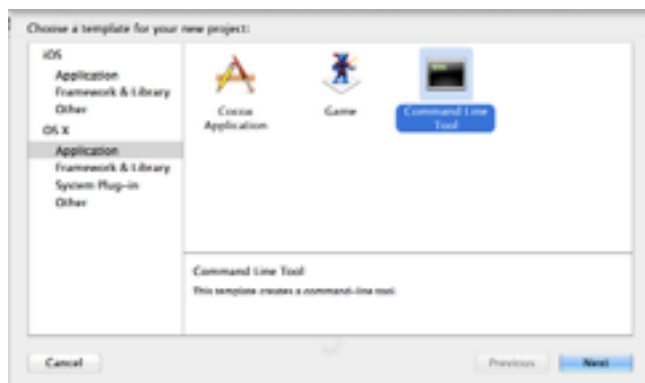 Choose a template for your new project:
iOS
Application
Framework & Library
Other
OS X
Application
Framework & Library
System Plug-in
Other
Cocoa
Application
Game
Command Line
Tool
Command Line Tool
This template creates a command-line tool.
Cancel
Previous
Next